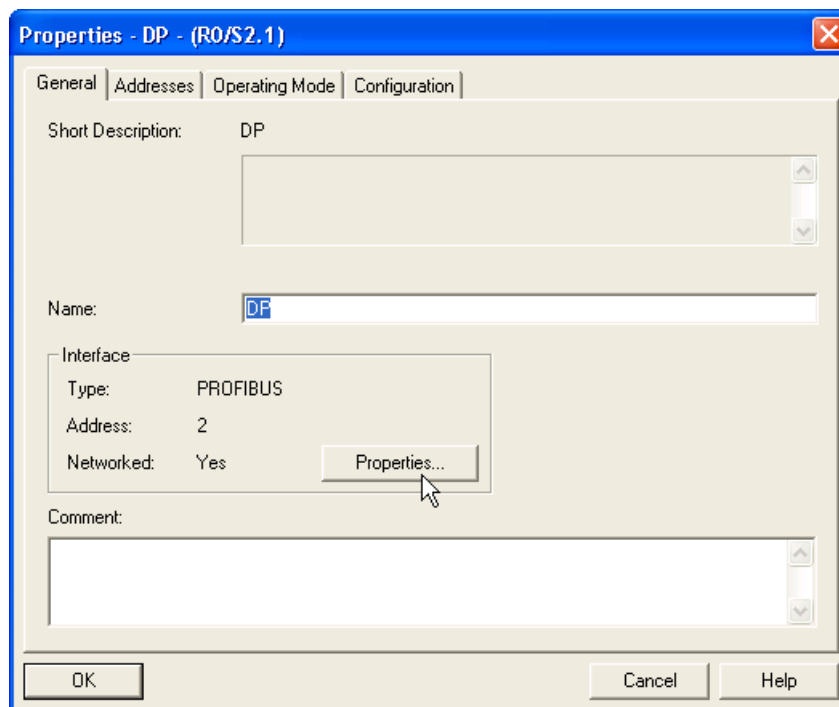 Properties - DP - (R0/S2.1)
General Addresses Operating Mode Configuration
Short Description: DP
Name: DP
Interface
Type: PROFIBUS
Address: 2
Networked: Yes Properties...
Comment:
OK Cancel Help